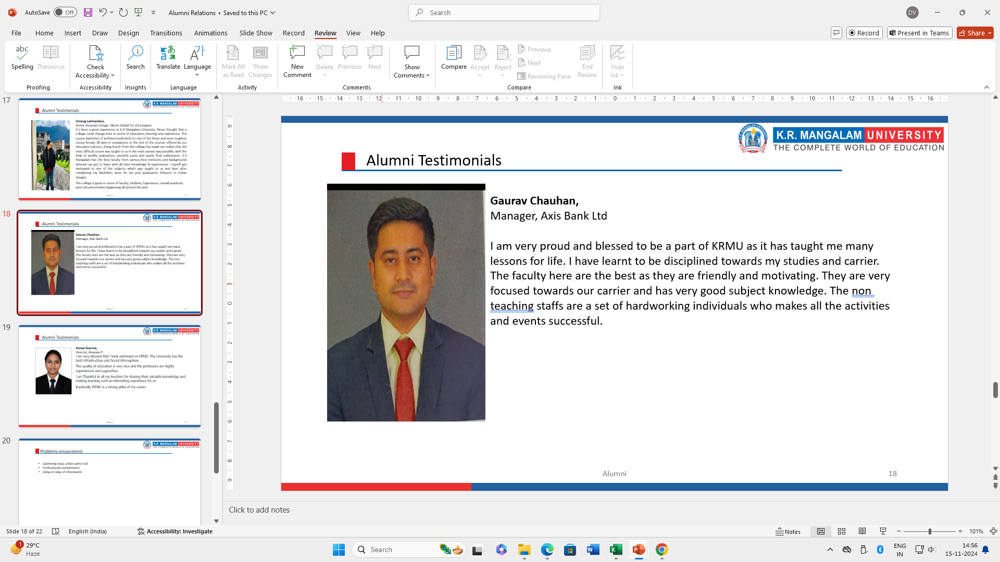 AutoSave Off Alumni Relations • Saved to this PC Search DV
File Home Insert Draw Design Transitions Animations Slide Show Record Review View Help Record Present in Teams Share
abc
Spelling Thesaurus Check Accessibility Search Translate Language Mark All as Read Show Changes New Comment Delete Previous Next Show Comments Compare Accept Reject Previous Next Reviewing Pane End Review Hide Ink
Proofing Accessibility Insights Language Activity Comments Compare Ink
16 15 14 13 12 11 10 9 8 7 6 5 4 3 2 1 0 1 2 3 4 5 6 7 8 9 10 11 12 13 14 15 16
9 8 7 6 5 4 3 2 1 0 1 2 3 4 5 6 7 8 9
17
K.R. MANGALAM UNIVERSITY
THE COMPLETE WORLD OF EDUCATION
Alumni Testimonials
Omung Lalchandani,
Senior Associate Design, Skootr Global Pvt Ltd Gurgaon
It's been a great experience at K.R Mangalam University. Never thought that a
college could change lives in terms of education, learning and experience. The
course bachelors of architecture(B.Arch.) is one of the finest and most toughest
course known till date in comparison to the rest of the courses offered by our
education industry. Doing B.arch from this college has made me realise that the
most difficult course was taught to us in the most easiest way possible, with the
help of weekly evaluations, monthly juries and yearly final submissions. K.R
Mangalam has the best faculty from various best institutes and backgrounds
wherein we got to learn with all their knowledge & experiences. I myself got
motivated in one of the subjects which was taught to us and later after
completing my Bachelors went for my post graduation (Masters In Urban
Design)
The college is great in terms of faculty, Facilities, Experience ,overall academic
and cultural activities happening all around the year.
Alumni 17
18
K.R. MANGALAM UNIVERSITY
THE COMPLETE WORLD OF EDUCATION
Alumni Testimonials
Gaurav Chauhan,
Manager, Axis Bank Ltd
I am very proud and blessed to be a part of KRMU as it has taught me many
lessons for life. I have learnt to be disciplined towards my studies and carrier.
The faculty here are the best as they are friendly and motivating. They are very
focused towards our carrier and has very good subject knowledge. The non
teaching staffs are a set of hardworking individuals who makes all the activities
and events successful.
Alumni 18
19
K.R. MANGALAM UNIVERSITY
THE COMPLETE WORLD OF EDUCATION
Alumni Testimonials
Komal Sharma,
Director, Ataraxia IP
I am very blessed that I took admission in KRMU. The University has the
best Infrastructure and Social Atmosphere.
The quality of education is very nice and the professors are highly
experienced and supportive.
I am Thankful to all my teachers for sharing their valuable knowledge and
making learning such an interesting experience for us.
Eventually KRMU is a strong pillar of my career.
Alumni 19
20
K.R. MANGALAM UNIVERSITY
THE COMPLETE WORLD OF EDUCATION
Problems encountered
• Gathering mass under same roof
• Professional commitments
• Delay in relay of information
K.R. MANGALAM UNIVERSITY
THE COMPLETE WORLD OF EDUCATION
Alumni Testimonials
Gaurav Chauhan,
Manager, Axis Bank Ltd
I am very proud and blessed to be a part of KRMU as it has taught me many
lessons for life. I have learnt to be disciplined towards my studies and carrier.
The faculty here are the best as they are friendly and motivating. They are very
focused towards our carrier and has very good subject knowledge. The non
teaching staffs are a set of hardworking individuals who makes all the activities
and events successful.
Alumni 18
Click to add notes
Slide 18 of 22 English (India) Accessibility: Investigate Notes 101%
1 29°C
Haze
Search
ENG
IN
14:56
15-11-2024